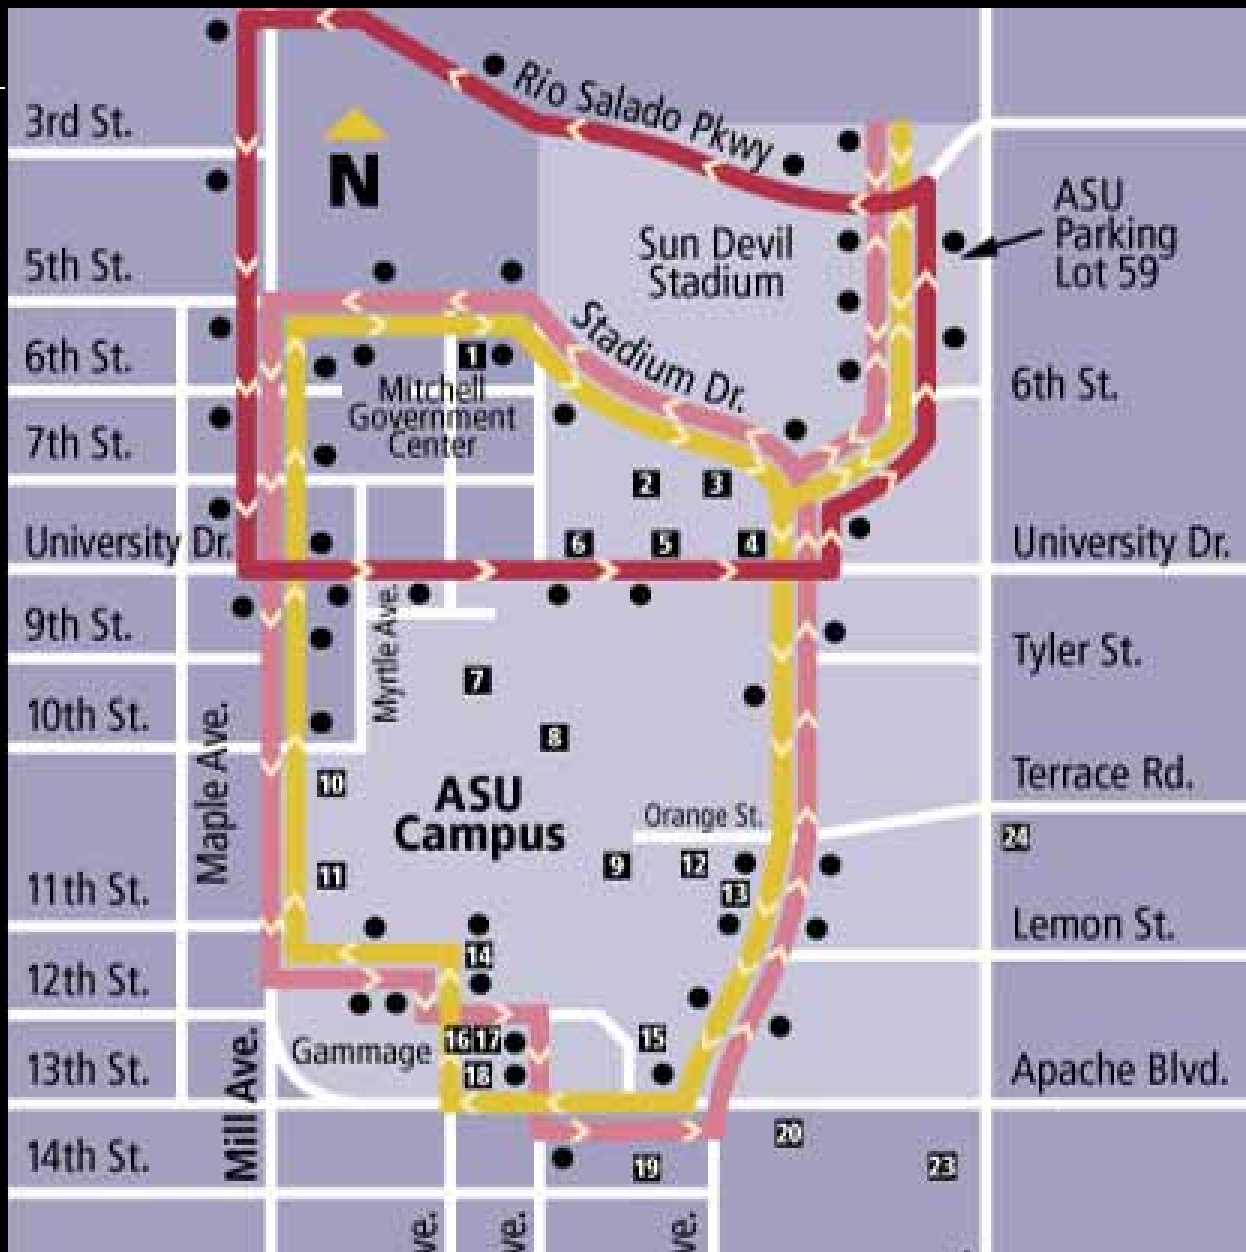 Rio Salado Pkwy
3rd St.
N
ASU
Parking
Lot 59
Sun Devil
Stadium
5th St.
Stadium Dr.
6th St.
1
Mitchell
Government
Center
6th St.
7th St.
2
3
University Dr.
6
5
4
University Dr.
9th St.
Myrtle Ave.
Tyler St.
7
10th St.
Maple Ave.
8
10
ASU
Campus
Terrace Rd.
Orange St.
24
11
9
12
13
11th St.
Lemon St.
14
12th St.
Gammage
16
17
15
18
13th St.
Mill Ave.
Apache Blvd.
20
14th St.
19
23
ve.
ve.
ve.